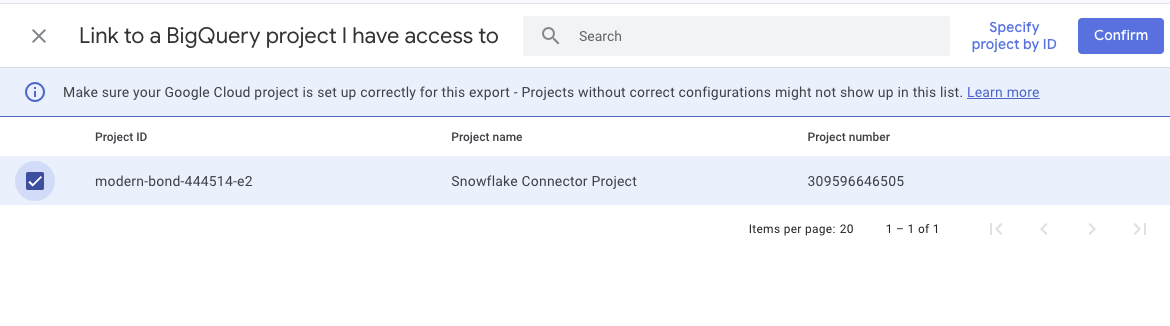 Link to a BigQuery project I have access to
Search
Specify
project by ID
Confirm
Make sure your Google Cloud project is set up correctly for this export - Projects without correct configurations might not show up in this list. Learn more
Project ID Project name Project number
modern-bond-444514-e2 Snowflake Connector Project 309596646505
Items per page: 20 1 – 1 of 1